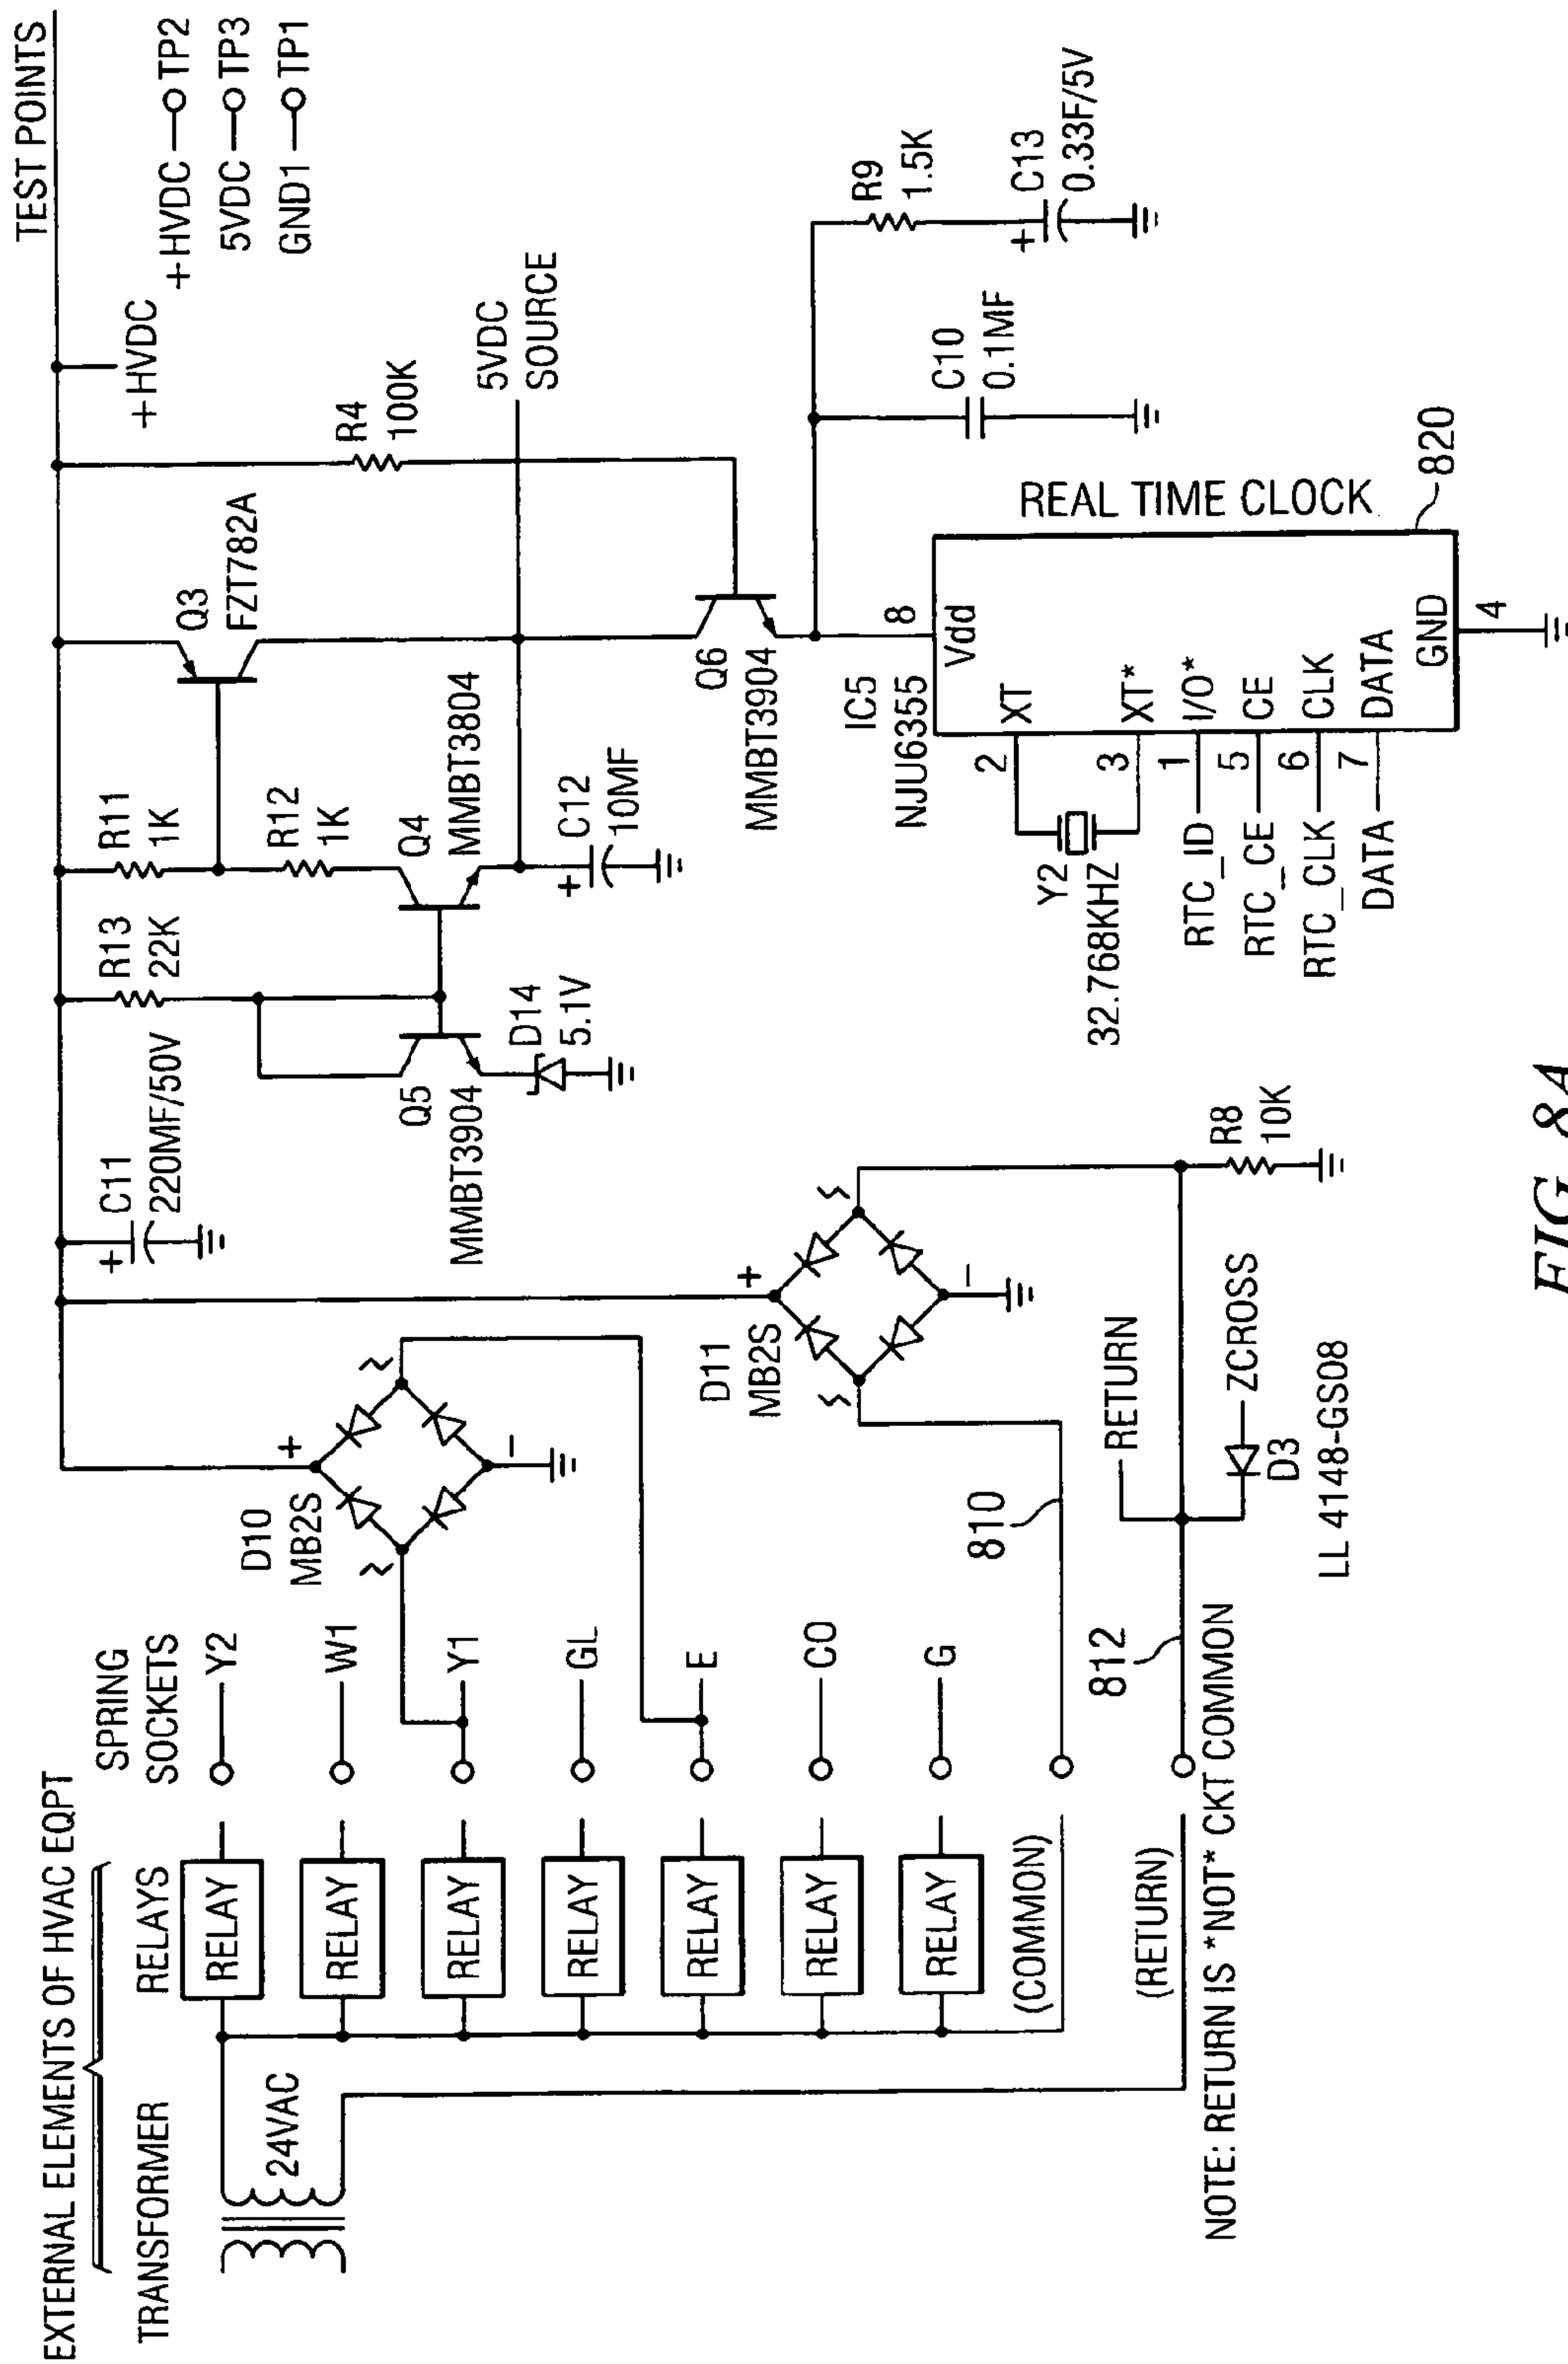 EXTERNAL ELEMENTS OF HVAC EQPT
TRANSFORMER
RELAYS
SPRING
SOCKETS
24VAC
RELAY
Y2
RELAY
W1
RELAY
Y1
RELAY
GL
RELAY
E
RELAY
CO
RELAY
G
(COMMON)
810
(RETURN)
812
NOTE: RETURN IS *NOT* CKT COMMON
D10
MB2S
+
~
~
–
D11
MB2S
+
~
~
–
RETURN
ZCROSS
D3
LL 4148-GS08
R8
10K
+
C11
220MF/50V
R13
22K
R11
1K
R12
1K
Q5
MMBT3904
D14
5.1V
Q4
MMBT3804
+
C12
10MF
Q3
FZT782A
R4
100K
5VDC
SOURCE
+HVDC
TEST POINTS
+HVDC TP2
5VDC TP3
GND1 TP1
Q6
MMBT3904
R9
1.5K
C10
0.1MF
+
C13
0.33F/5V
IC5
NJU6355
8
Vdd
REAL TIME CLOCK
820
Y2
32.768KHZ
2 XT
3 XT*
RTC_ID 1 I/O*
RTC_CE 5 CE
RTC_CLK 6 CLK
DATA 7 DATA
GND
4
FIG. 8A